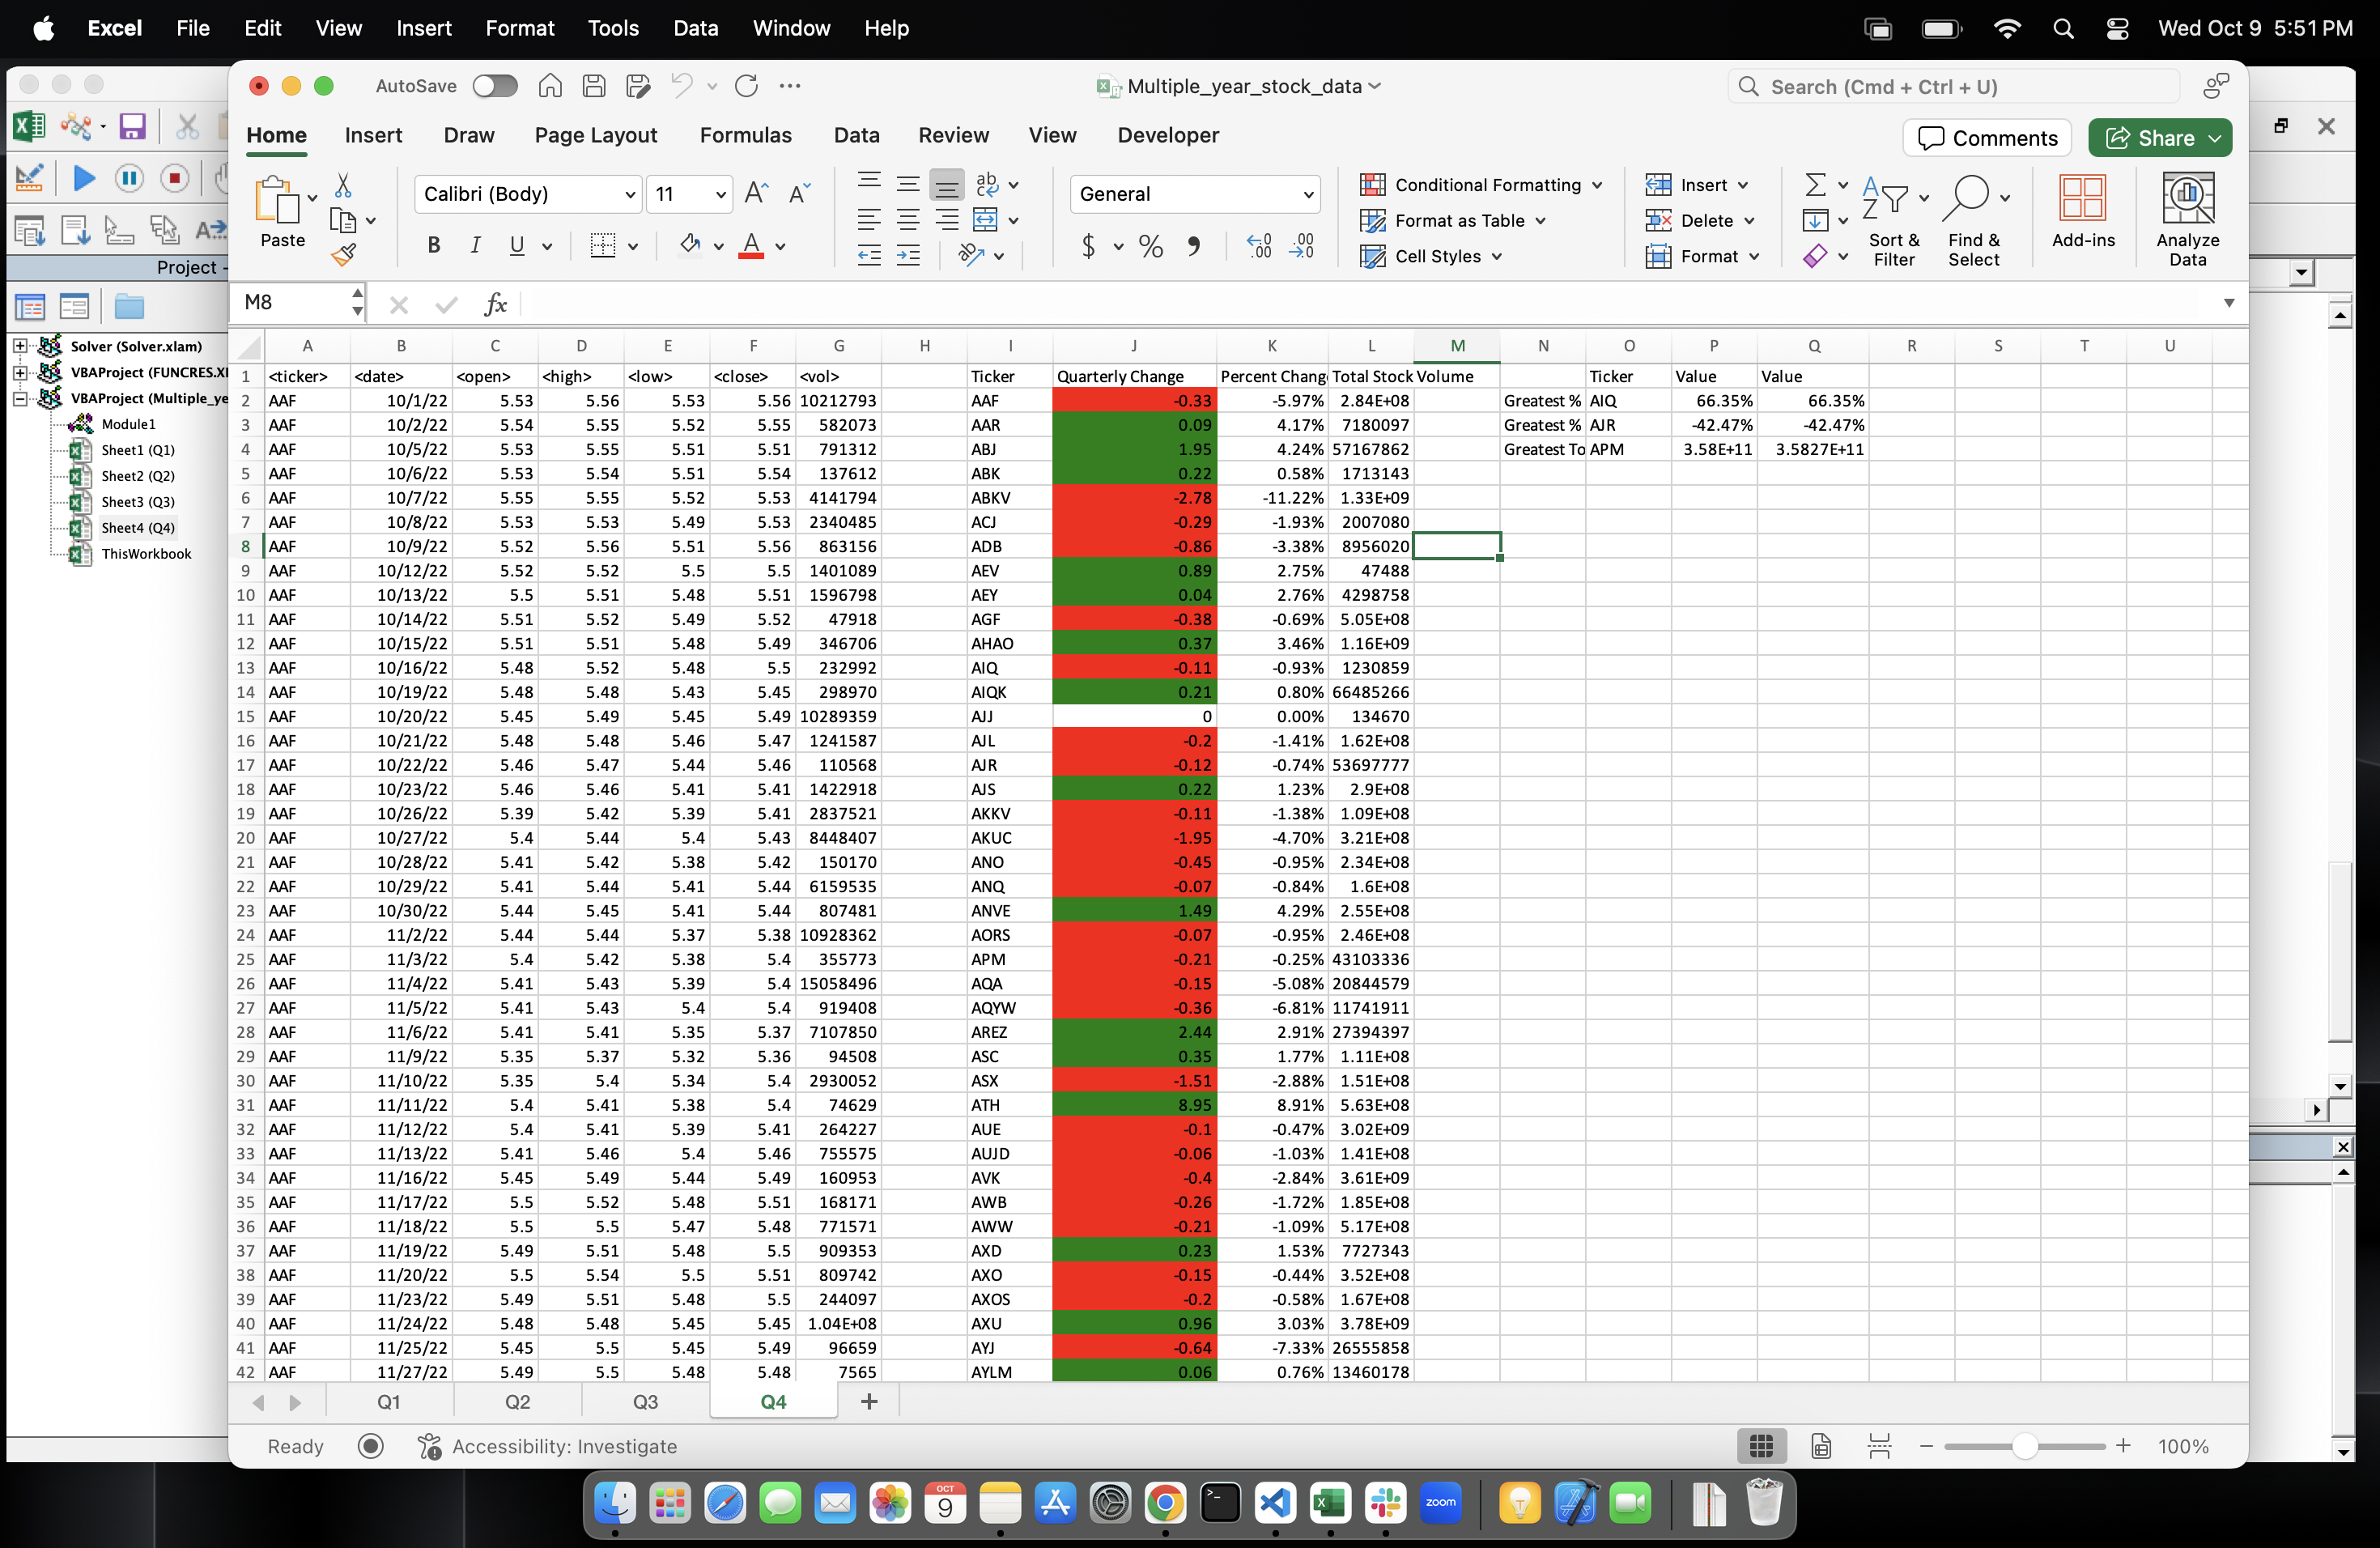 Excel File Edit View Insert Format Tools Data Window Help Wed Oct 9 5:51 PM
AutoSave Multiple_year_stock_data Search (Cmd + Ctrl + U)
Home Insert Draw Page Layout Formulas Data Review View Developer Comments Share
Paste Calibri (Body) 11 General Conditional Formatting Insert
Format as Table Delete
Cell Styles Format
Sort & Filter Find & Select Add-ins Analyze Data
M8 fx
Project -
Solver (Solver.xlam)
VBAProject (FUNCRES.XL
VBAProject (Multiple_ye
Module1
Sheet1 (Q1)
Sheet2 (Q2)
Sheet3 (Q3)
Sheet4 (Q4)
ThisWorkbook
A B C D E F G H I J K L M N O P Q R S T U
1 <ticker> <date> <open> <high> <low> <close> <vol> Ticker Quarterly Change Percent Chang Total Stock Volume Ticker Value Value
2 AAF 10/1/22 5.53 5.56 5.53 5.56 10212793 AAF -0.33 -5.97% 2.84E+08 Greatest % AIQ 66.35% 66.35%
3 AAF 10/2/22 5.54 5.55 5.52 5.55 582073 AAR 0.09 4.17% 7180097 Greatest % AJR -42.47% -42.47%
4 AAF 10/5/22 5.53 5.55 5.51 5.51 791312 ABJ 1.95 4.24% 57167862 Greatest To APM 3.58E+11 3.5827E+11
5 AAF 10/6/22 5.53 5.54 5.51 5.54 137612 ABK 0.22 0.58% 1713143
6 AAF 10/7/22 5.55 5.55 5.52 5.53 4141794 ABKV -2.78 -11.22% 1.33E+09
7 AAF 10/8/22 5.53 5.53 5.49 5.53 2340485 ACJ -0.29 -1.93% 2007080
8 AAF 10/9/22 5.52 5.56 5.51 5.56 863156 ADB -0.86 -3.38% 8956020
9 AAF 10/12/22 5.52 5.52 5.5 5.5 1401089 AEV 0.89 2.75% 47488
10 AAF 10/13/22 5.5 5.51 5.48 5.51 1596798 AEY 0.04 2.76% 4298758
11 AAF 10/14/22 5.51 5.52 5.49 5.52 47918 AGF -0.38 -0.69% 5.05E+08
12 AAF 10/15/22 5.51 5.51 5.48 5.49 346706 AHAO 0.37 3.46% 1.16E+09
13 AAF 10/16/22 5.48 5.52 5.48 5.5 232992 AIQ -0.11 -0.93% 1230859
14 AAF 10/19/22 5.48 5.48 5.43 5.45 298970 AIQK 0.21 0.80% 66485266
15 AAF 10/20/22 5.45 5.49 5.45 5.49 10289359 AJJ 0 0.00% 134670
16 AAF 10/21/22 5.48 5.48 5.46 5.47 1241587 AJL -0.2 -1.41% 1.62E+08
17 AAF 10/22/22 5.46 5.47 5.44 5.46 110568 AJR -0.12 -0.74% 53697777
18 AAF 10/23/22 5.46 5.46 5.41 5.41 1422918 AJS 0.22 1.23% 2.9E+08
19 AAF 10/26/22 5.39 5.42 5.39 5.41 2837521 AKKV -0.11 -1.38% 1.09E+08
20 AAF 10/27/22 5.4 5.44 5.4 5.43 8448407 AKUC -1.95 -4.70% 3.21E+08
21 AAF 10/28/22 5.41 5.42 5.38 5.42 150170 ANO -0.45 -0.95% 2.34E+08
22 AAF 10/29/22 5.41 5.44 5.41 5.44 6159535 ANQ -0.07 -0.84% 1.6E+08
23 AAF 10/30/22 5.44 5.45 5.41 5.44 807481 ANVE 1.49 4.29% 2.55E+08
24 AAF 11/2/22 5.44 5.44 5.37 5.38 10928362 AORS -0.07 -0.95% 2.46E+08
25 AAF 11/3/22 5.4 5.42 5.38 5.4 355773 APM -0.21 -0.25% 43103336
26 AAF 11/4/22 5.41 5.43 5.39 5.4 15058496 AQA -0.15 -5.08% 20844579
27 AAF 11/5/22 5.41 5.43 5.4 5.4 919408 AQYW -0.36 -6.81% 11741911
28 AAF 11/6/22 5.41 5.41 5.35 5.37 7107850 AREZ 2.44 2.91% 27394397
29 AAF 11/9/22 5.35 5.37 5.32 5.36 94508 ASC 0.35 1.77% 1.11E+08
30 AAF 11/10/22 5.35 5.4 5.34 5.4 2930052 ASX -1.51 -2.88% 1.51E+08
31 AAF 11/11/22 5.4 5.41 5.38 5.4 74629 ATH 8.95 8.91% 5.63E+08
32 AAF 11/12/22 5.4 5.41 5.39 5.41 264227 AUE -0.1 -0.47% 3.02E+09
33 AAF 11/13/22 5.41 5.46 5.4 5.46 755575 AUJD -0.06 -1.03% 1.41E+08
34 AAF 11/16/22 5.45 5.49 5.44 5.49 160953 AVK -0.4 -2.84% 3.61E+09
35 AAF 11/17/22 5.5 5.52 5.48 5.51 168171 AWB -0.26 -1.72% 1.85E+08
36 AAF 11/18/22 5.5 5.5 5.47 5.48 771571 AWW -0.21 -1.09% 5.17E+08
37 AAF 11/19/22 5.49 5.51 5.48 5.5 909353 AXD 0.23 1.53% 7727343
38 AAF 11/20/22 5.5 5.54 5.5 5.51 809742 AXO -0.15 -0.44% 3.52E+08
39 AAF 11/23/22 5.49 5.51 5.48 5.5 244097 AXOS -0.2 -0.58% 1.67E+08
40 AAF 11/24/22 5.48 5.48 5.45 5.45 1.04E+08 AXU 0.96 3.03% 3.78E+09
41 AAF 11/25/22 5.45 5.5 5.45 5.49 96659 AYJ -0.64 -7.33% 26555858
42 AAF 11/27/22 5.49 5.5 5.48 5.48 7565 AYLM 0.06 0.76% 13460178
Q1 Q2 Q3 Q4
Ready Accessibility: Investigate 100%
OCT
9
zoom